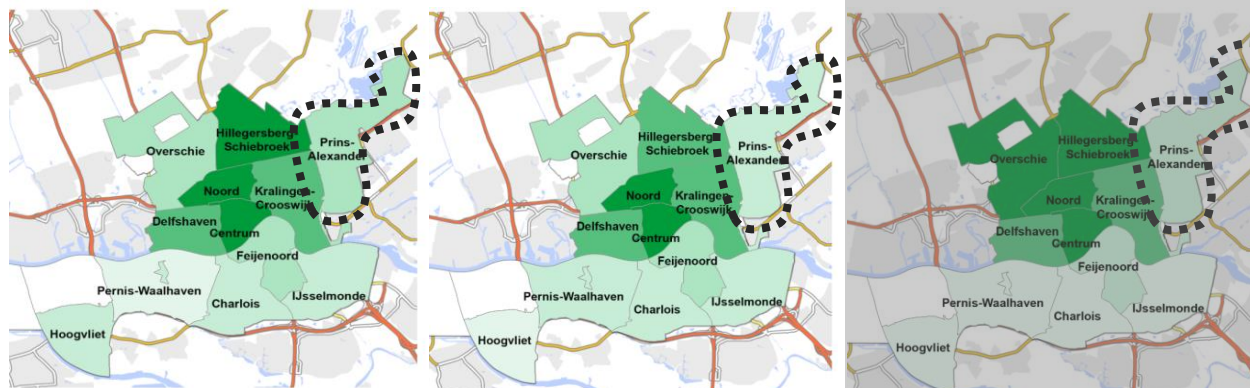 Hillegersberg-
Schiebroek
Prins-
Alexander
Overschie
Noord
Kralingen-
Crooswijk
Delfshaven
Centrum
Feijenoord
Pernis-Waalhaven
IJsselmonde
Charlois
Hoogvliet
Hillegersberg
Schiebroek
Prins-
Alexander
Overschie
Noord
Kralingen-
Crooswijk
Delfshaven
Centrum
Feijenoord
Pernis-Waalhaven
IJsselmonde
Charlois
Hoogvliet
Hillegersberg-
Schiebroek
Prins-
Alexander
Overschie
Noord
Kralingen-
Crooswijk
Delfshaven
Centrum
Feijenoord
Pernis-Waalhaven
IJsselmonde
Charlois
Hoogvliet